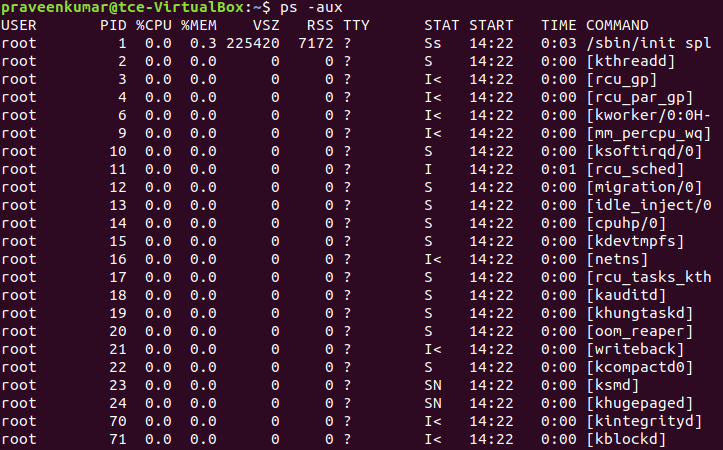 praveenkumar@tce-VirtualBox:~$ ps -aux
USER       PID %CPU %MEM    VSZ   RSS TTY      STAT START   TIME COMMAND
root         1  0.0  0.3 225420  7172 ?        Ss   14:22   0:03 /sbin/init spl
root         2  0.0  0.0      0     0 ?        S    14:22   0:00 [kthreadd]
root         3  0.0  0.0      0     0 ?        I<   14:22   0:00 [rcu_gp]
root         4  0.0  0.0      0     0 ?        I<   14:22   0:00 [rcu_par_gp]
root         6  0.0  0.0      0     0 ?        I<   14:22   0:00 [kworker/0:0H-
root         9  0.0  0.0      0     0 ?        I<   14:22   0:00 [mm_percpu_wq]
root        10  0.0  0.0      0     0 ?        S    14:22   0:00 [ksoftirqd/0]
root        11  0.0  0.0      0     0 ?        I    14:22   0:01 [rcu_sched]
root        12  0.0  0.0      0     0 ?        S    14:22   0:00 [migration/0]
root        13  0.0  0.0      0     0 ?        S    14:22   0:00 [idle_inject/0
root        14  0.0  0.0      0     0 ?        S    14:22   0:00 [cpuhp/0]
root        15  0.0  0.0      0     0 ?        S    14:22   0:00 [kdevtmpfs]
root        16  0.0  0.0      0     0 ?        I<   14:22   0:00 [netns]
root        17  0.0  0.0      0     0 ?        S    14:22   0:00 [rcu_tasks_kth
root        18  0.0  0.0      0     0 ?        S    14:22   0:00 [kauditd]
root        19  0.0  0.0      0     0 ?        S    14:22   0:00 [khungtaskd]
root        20  0.0  0.0      0     0 ?        S    14:22   0:00 [oom_reaper]
root        21  0.0  0.0      0     0 ?        I<   14:22   0:00 [writeback]
root        22  0.0  0.0      0     0 ?        S    14:22   0:00 [kcompactd0]
root        23  0.0  0.0      0     0 ?        SN   14:22   0:00 [ksmd]
root        24  0.0  0.0      0     0 ?        SN   14:22   0:00 [khugepaged]
root        70  0.0  0.0      0     0 ?        I<   14:22   0:00 [kintegrityd]
root        71  0.0  0.0      0     0 ?        I<   14:22   0:00 [kblockd]